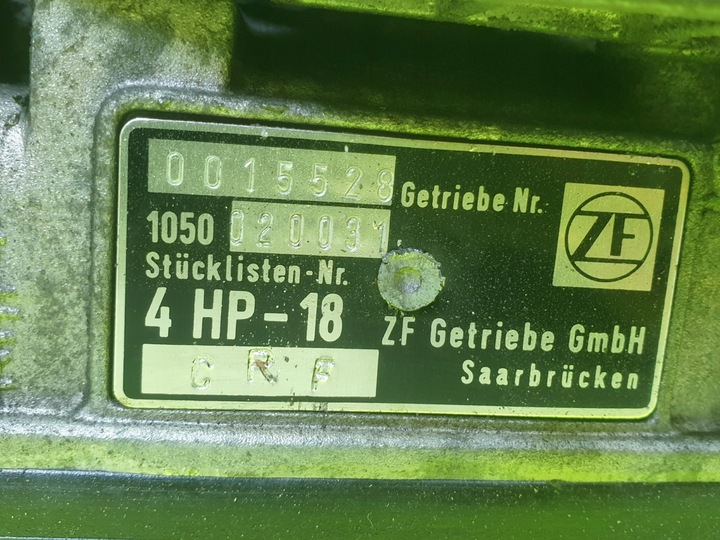 0015528 Getriebe Nr.
ZF
1050 020031
Stücklisten-Nr.
4 HP-18 ZF Getriebe GmbH
C P
Saarbrücken